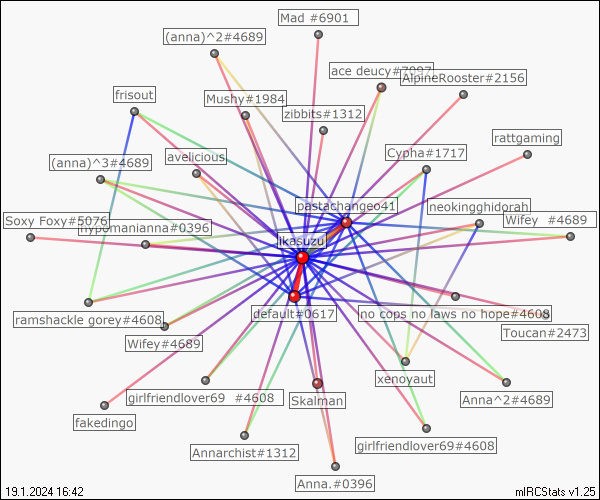 Mad #6901
(anna)^2#4689
ace deucy#7097
AlpineRooster#2156
frisout
Mushy#1984
zibbits#1312
rattgaming
(anna)^3#4689
avelicious
Cypha#1717
pastachangeo41
neokingghidorah
Soxy Foxy#5076
hypomanianna#0396
Wifey #4689
Ikasuzu
ramshackle gorey#4608
default#0617
no cops no laws no hope#4608
Toucan#2473
Wifey#4689
xenoyaut
girlfriendlover69 #4608
Skalman
Anna^2#4689
fakedingo
Annarchist#1312
girlfriendlover69#4608
Anna.#0396
19.1.2024 16:42
mIRCStats v1.25